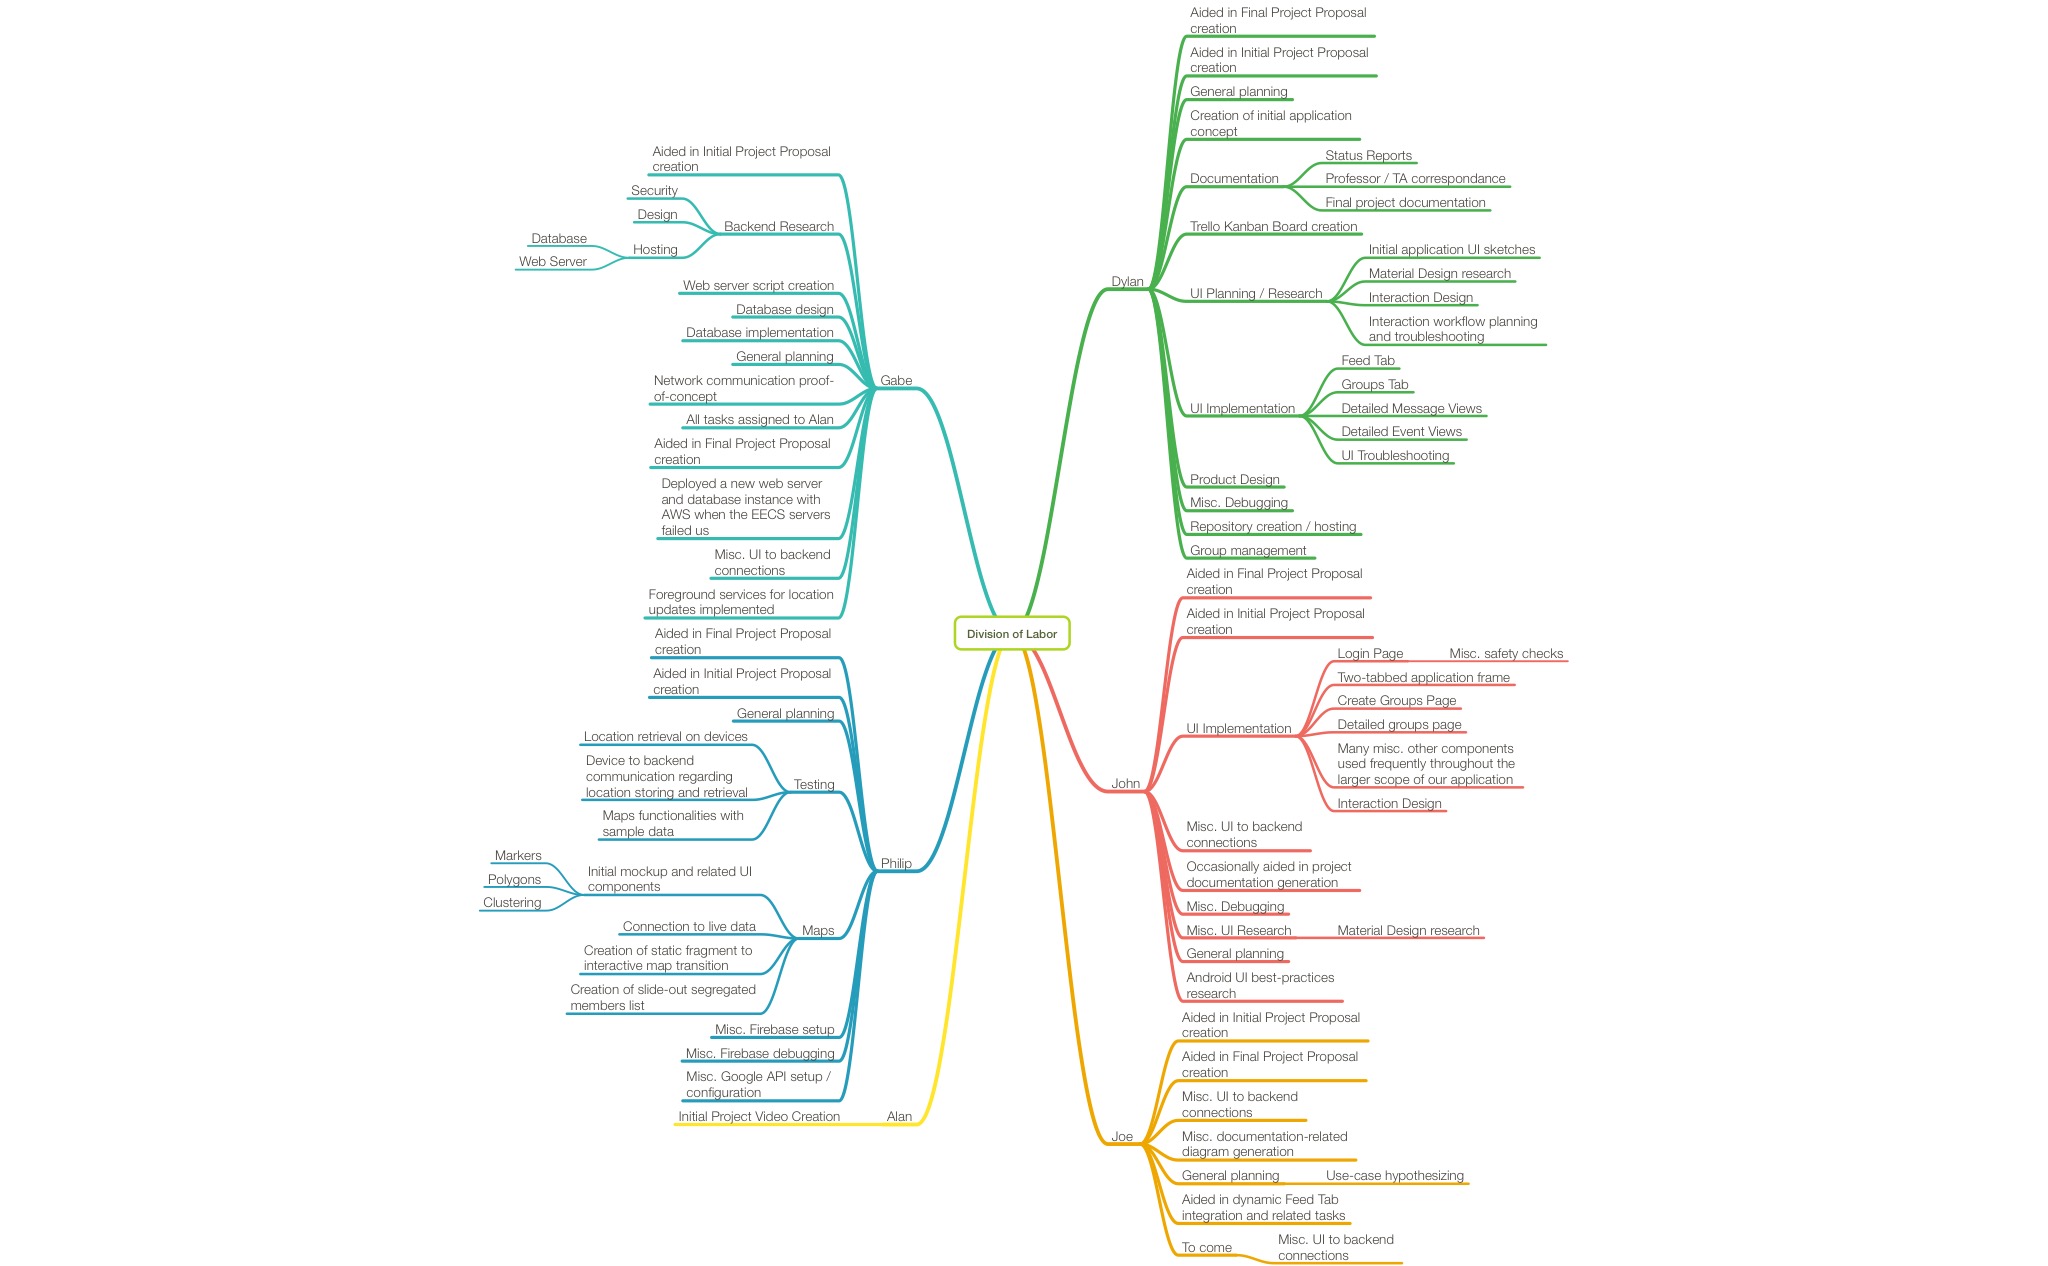 Division of Labor
Dylan
Aided in Final Project Proposal
creation
Aided in Initial Project Proposal
creation
General planning
Creation of initial application
concept
Documentation
Status Reports
Professor / TA correspondance
Final project documentation
Trello Kanban Board creation
UI Planning / Research
Initial application UI sketches
Material Design research
Interaction Design
Interaction workflow planning
and troubleshooting
UI Implementation
Feed Tab
Groups Tab
Detailed Message Views
Detailed Event Views
UI Troubleshooting
Product Design
Misc. Debugging
Repository creation / hosting
Group management
John
Aided in Final Project Proposal
creation
Aided in Initial Project Proposal
creation
UI Implementation
Login Page
Misc. safety checks
Two-tabbed application frame
Create Groups Page
Detailed groups page
Many misc. other components
used frequently throughout the
larger scope of our application
Interaction Design
Misc. UI to backend
connections
Occasionally aided in project
documentation generation
Misc. Debugging
Misc. UI Research
Material Design research
General planning
Android UI best-practices
research
Joe
Aided in Initial Project Proposal
creation
Aided in Final Project Proposal
creation
Misc. UI to backend
connections
Misc. documentation-related
diagram generation
General planning
Use-case hypothesizing
Aided in dynamic Feed Tab
integration and related tasks
To come
Misc. UI to backend
connections
Gabe
Aided in Initial Project Proposal
creation
Backend Research
Security
Design
Hosting
Database
Web Server
Web server script creation
Database design
Database implementation
General planning
Network communication proof-
of-concept
All tasks assigned to Alan
Aided in Final Project Proposal
creation
Deployed a new web server
and database instance with
AWS when the EECS servers
failed us
Misc. UI to backend
connections
Foreground services for location
updates implemented
Philip
Aided in Final Project Proposal
creation
Aided in Initial Project Proposal
creation
General planning
Testing
Location retrieval on devices
Device to backend
communication regarding
location storing and retrieval
Maps functionalities with
sample data
Maps
Initial mockup and related UI
components
Markers
Polygons
Clustering
Connection to live data
Creation of static fragment to
interactive map transition
Creation of slide-out segregated
members list
Misc. Firebase setup
Misc. Firebase debugging
Misc. Google API setup /
configuration
Alan
Initial Project Video Creation